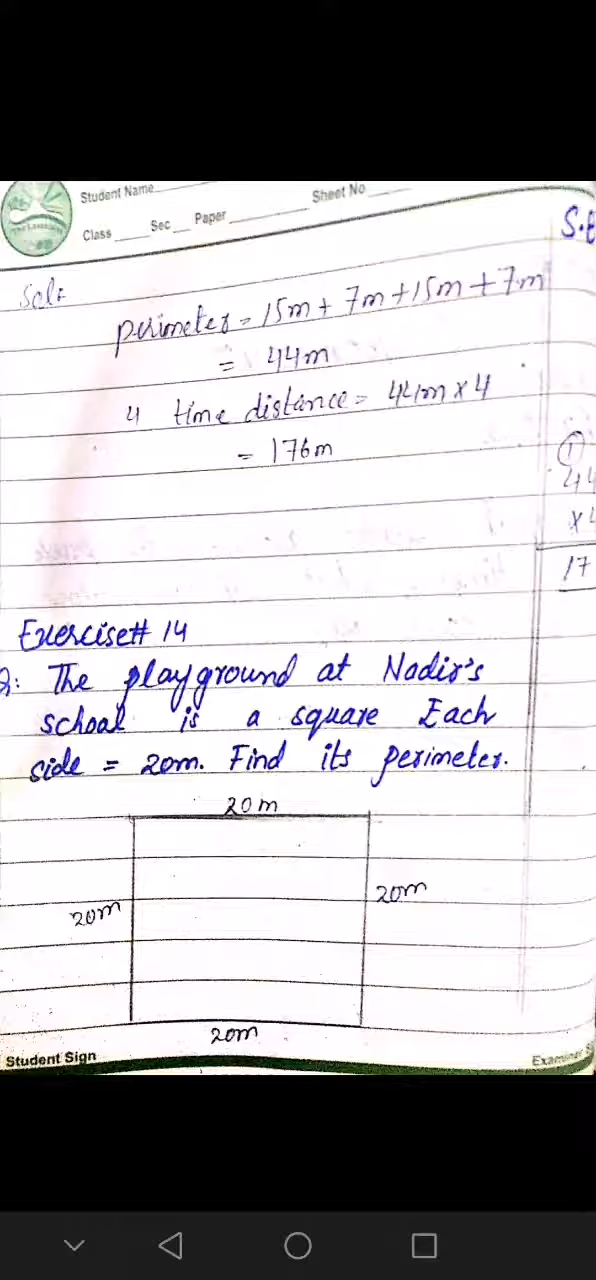 Student Name
Sheet No
Class Sec Paper
S.E
Sol:
perimeter = 15m + 7m + 15m + 7m
= 44m
4 time distance = 44m x 4
= 176m
1
44
x4
17
Exercise# 14
The playground at Nadir's
school is a square Each
side = 20m. Find its perimeter.
20m
20m
20m
20m
Student Sign
Examiner S